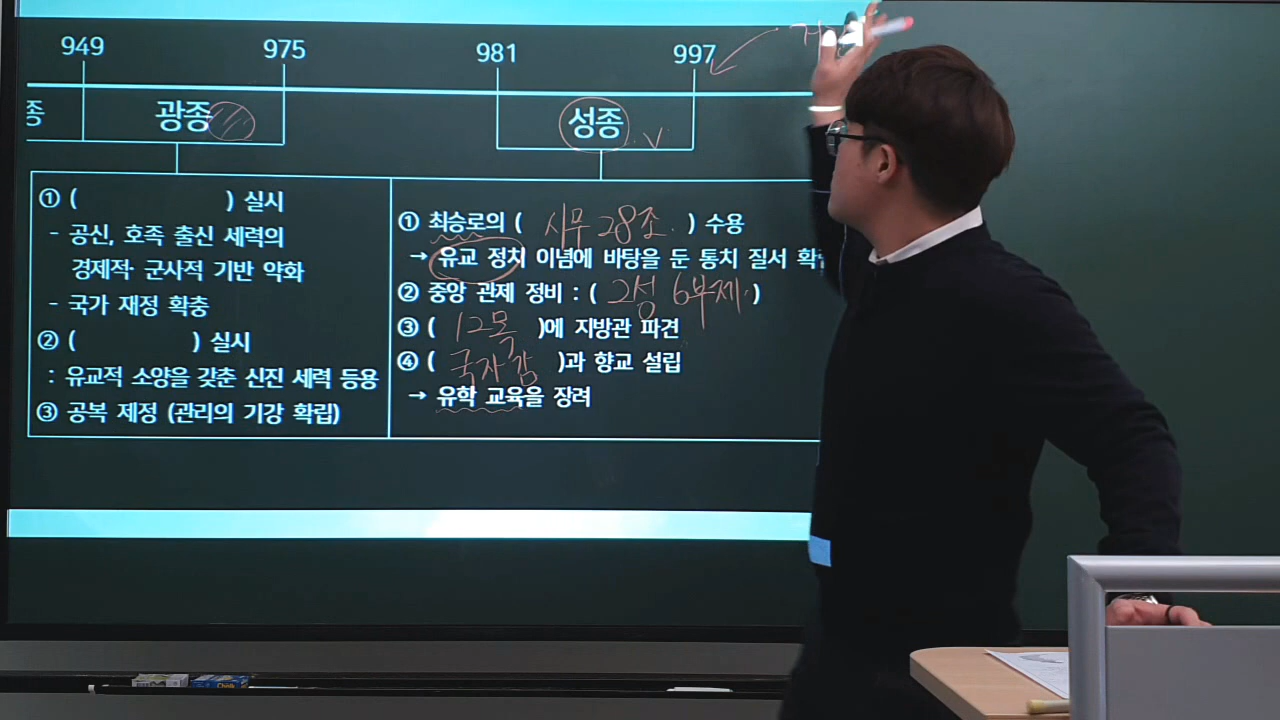 949 975 981 997
종 광종 성종
① ( ) 실시
- 공신, 호족 출신 세력의
경제적· 군사적 기반 약화
- 국가 재정 확충
② ( ) 실시
: 유교적 소양을 갖춘 신진 세력 등용
③ 공복 제정 (관리의 기강 확립)
① 최승로의 ( 시무 28조 ) 수용
→ 유교 정치 이념에 바탕을 둔 통치 질서
② 중앙 관제 정비 : ( 2성 6부제 )
③ ( 12목 )에 지방관 파견
④ ( 국자감 )과 향교 설립
→ 유학 교육을 장려